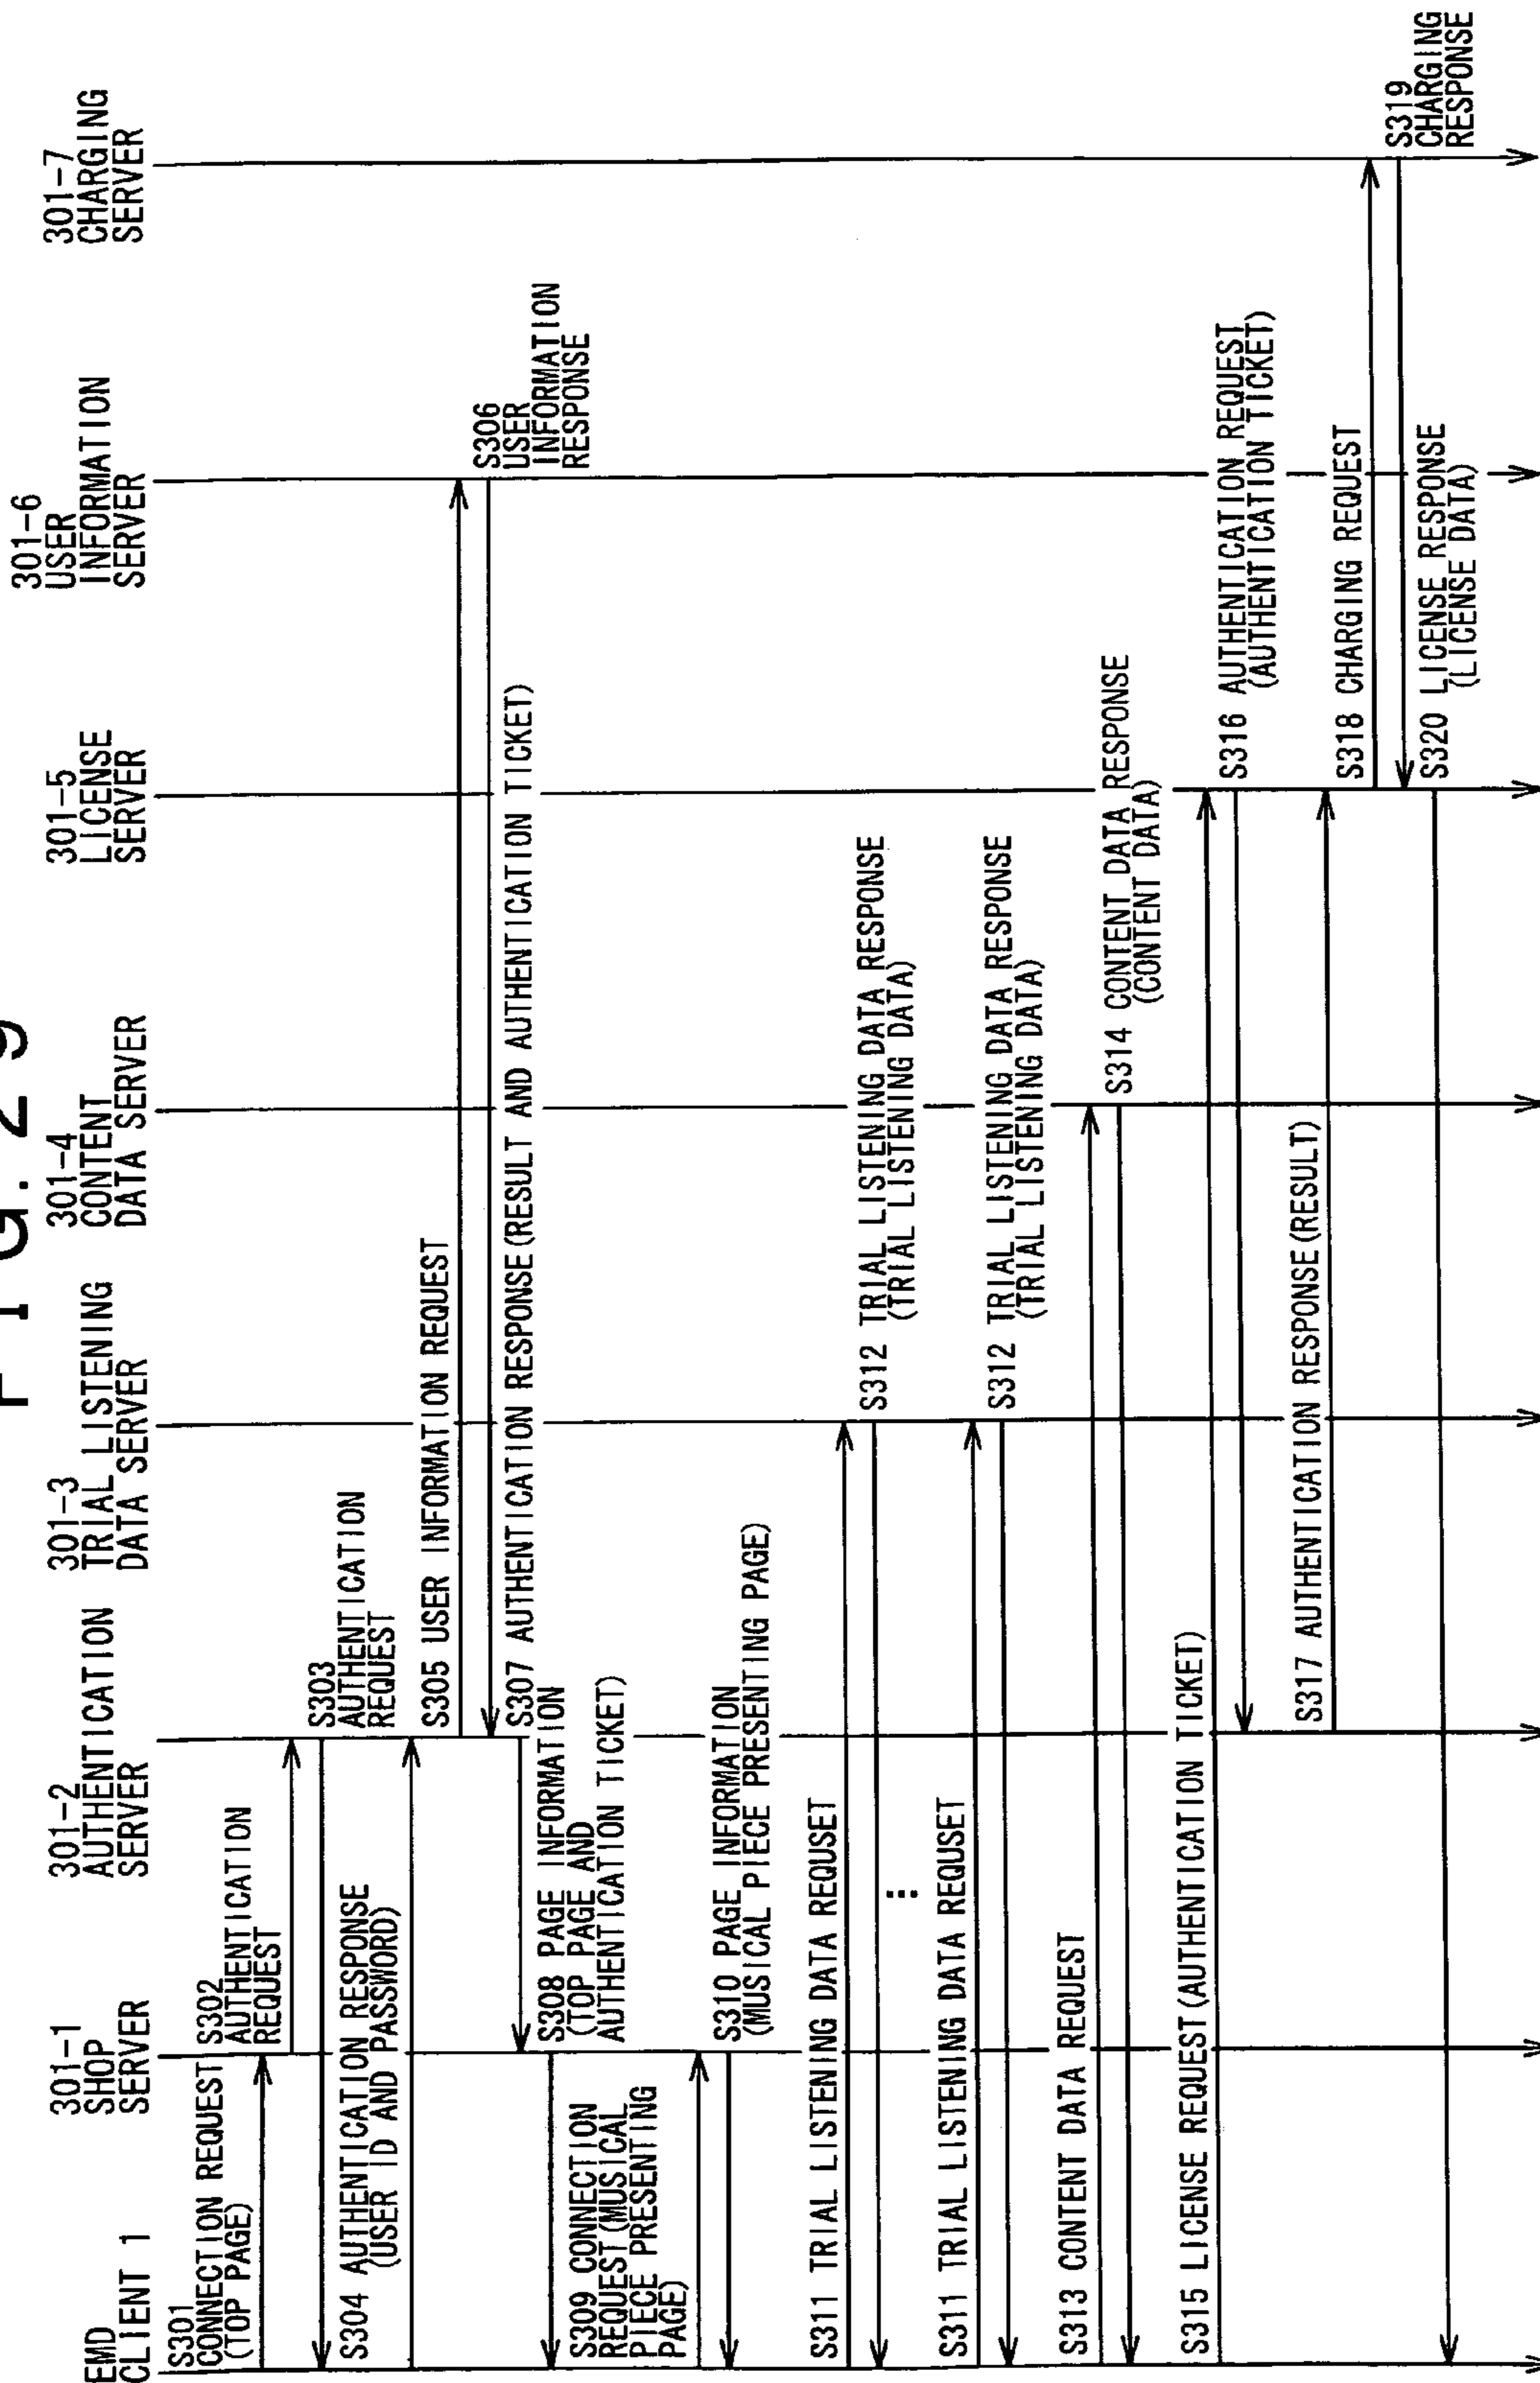 FIG. 29
EMD
CLIENT 1
301-1
SHOP
SERVER
301-2
AUTHENTICATION
SERVER
301-3
TRIAL LISTENING
DATA SERVER
301-4
CONTENT
DATA SERVER
301-5
LICENSE
SERVER
301-6
USER
INFORMATION
SERVER
301-7
CHARGING
SERVER
S301
CONNECTION REQUEST
(TOP PAGE)
S302
AUTHENTICATION
REQUEST
S303
AUTHENTICATION
REQUEST
S304 AUTHENTICATION RESPONSE
(USER ID AND PASSWORD)
S305 USER INFORMATION REQUEST
S306
USER
INFORMATION
RESPONSE
S307 AUTHENTICATION RESPONSE(RESULT AND AUTHENTICATION TICKET)
S308 PAGE INFORMATION
(TOP PAGE AND
AUTHENTICATION TICKET)
S309 CONNECTION
REQUEST(MUSICAL
PIECE PRESENTING
PAGE)
S310 PAGE INFORMATION
(MUSICAL PIECE PRESENTING PAGE)
S311 TRIAL LISTENING DATA REQUSET
S312 TRIAL LISTENING DATA RESPONSE
(TRIAL LISTENING DATA)
S311 TRIAL LISTENING DATA REQUSET
S312 TRIAL LISTENING DATA RESPONSE
(TRIAL LISTENING DATA)
S313 CONTENT DATA REQUEST
S314 CONTENT DATA RESPONSE
(CONTENT DATA)
S315 LICENSE REQUEST(AUTHENTICATION TICKET)
S316 AUTHENTICATION REQUEST
(AUTHENTICATION TICKET)
S317 AUTHENTICATION RESPONSE(RESULT)
S318 CHARGING REQUEST
S319
CHARGING
RESPONSE
S320 LICENSE RESPONSE
(LICENSE DATA)